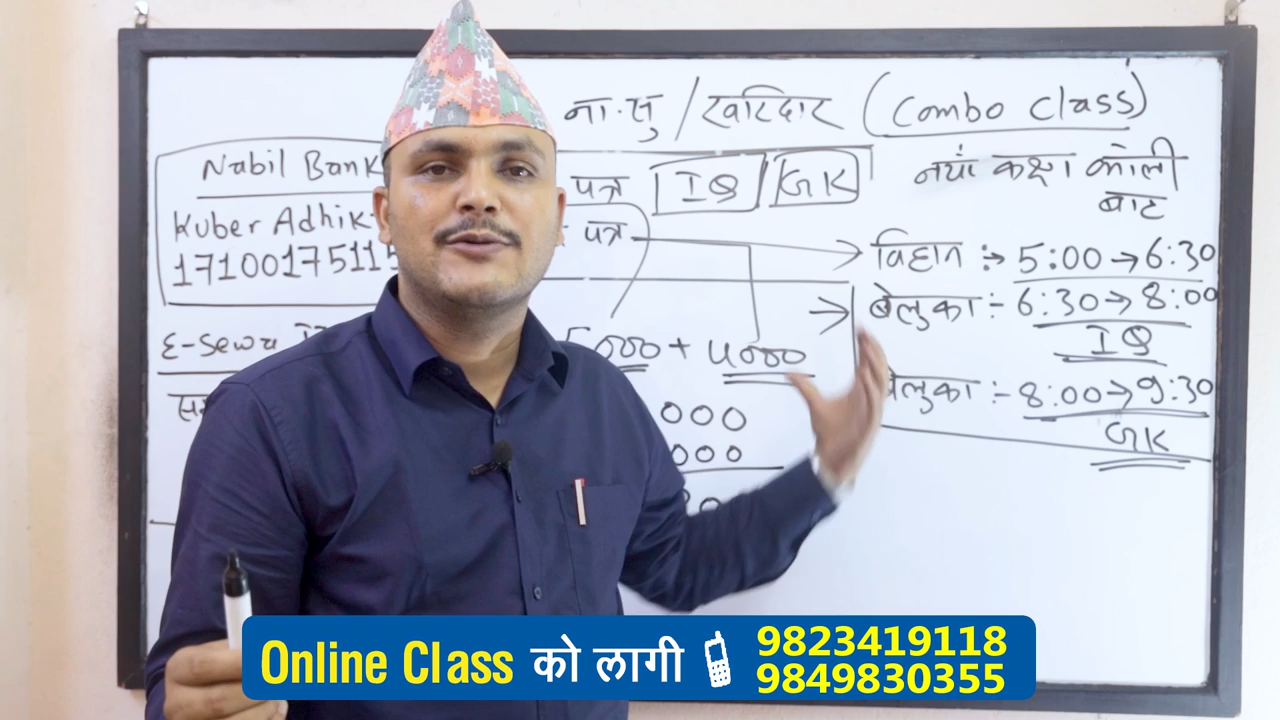 ना.सु / खरिदार (Combo Class)
Nabil Bank
Kuber Adhik
17100175115
पत्र IQ GK
पत्र
नयाँ कक्षा भोली
बाट
विहान :→ 5:00 → 6:30
बेलुका :- 6:30 → 8:00
IQ
बेलुका :- 8:00 → 9:30
GK
E-Sewa
5000 + 4000
000
000
Online Class को लागी
9823419118
9849830355